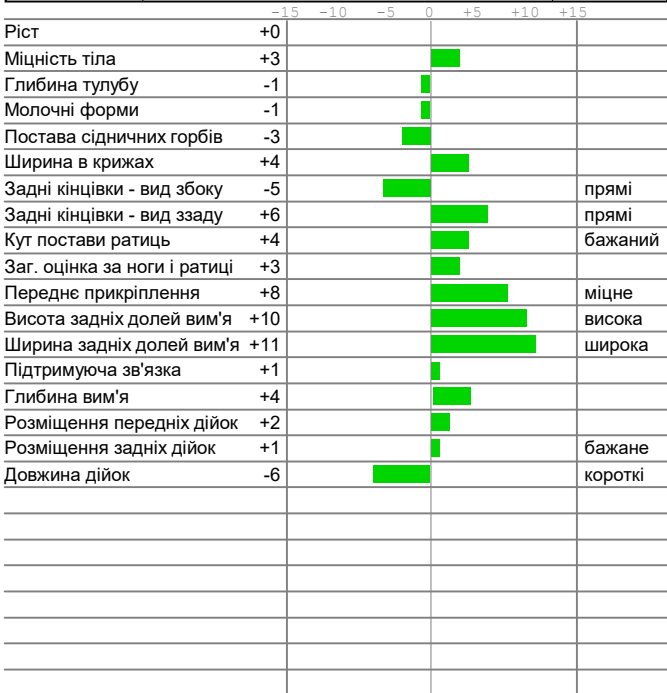 -15 -10 -5 0 +5 +10 +15
Ріст +0
Міцність тіла +3
Глибина тулубу -1
Молочні форми -1
Постава сідничних горбів -3
Ширина в крижах +4
Задні кінцівки - вид збоку -5 прямі
Задні кінцівки - вид ззаду +6 прямі
Кут постави ратиць +4 бажаний
Заг. оцінка за ноги і ратиці +3
Переднє прикріплення +8 міцне
Висота задніх долей вим'я +10 висока
Ширина задніх долей вим'я +11 широка
Підтримуюча зв'язка +1
Глибина вим'я +4
Розміщення передніх дійок +2
Розміщення задніх дійок +1 бажане
Довжина дійок -6 короткі